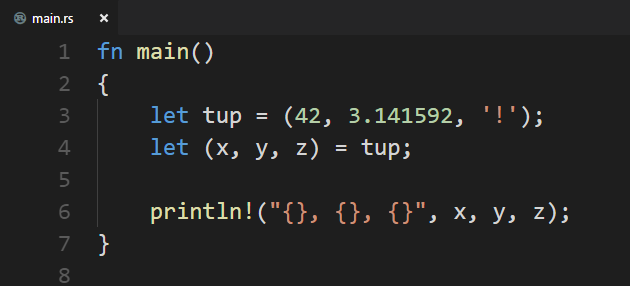 main.rs ×
1 fn main()
2 {
3     let tup = (42, 3.141592, '!');
4     let (x, y, z) = tup;
5
6     println!("{}, {}, {}", x, y, z);
7 }
8